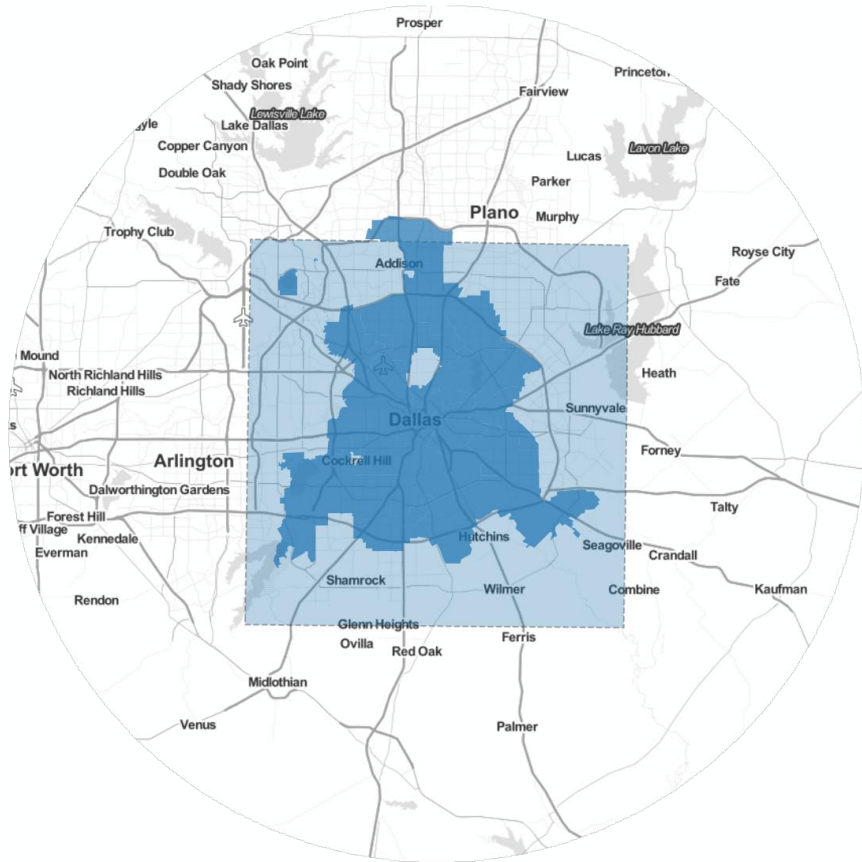 Prosper
Oak Point
Princeton
Shady Shores
Fairview
Lewisville Lake
Lake Dallas
gyle
Copper Canyon
Lavon Lake
Lucas
Double Oak
Parker
Plano
Murphy
Trophy Club
Royse City
Addison
Fate
Lake Ray Hubbard
Mound
North Richland Hills
Heath
Richland Hills
Sunnyvale
Dallas
s
Forney
Arlington
Cockrell Hill
ort Worth
Dalworthington Gardens
Talty
Forest Hill
ff Village
Kennedale
Hutchins
Seagoville
Everman
Crandall
Shamrock
Wilmer
Combine
Kaufman
Rendon
Glenn Heights
Ferris
Ovilla
Red Oak
Midlothian
Venus
Palmer